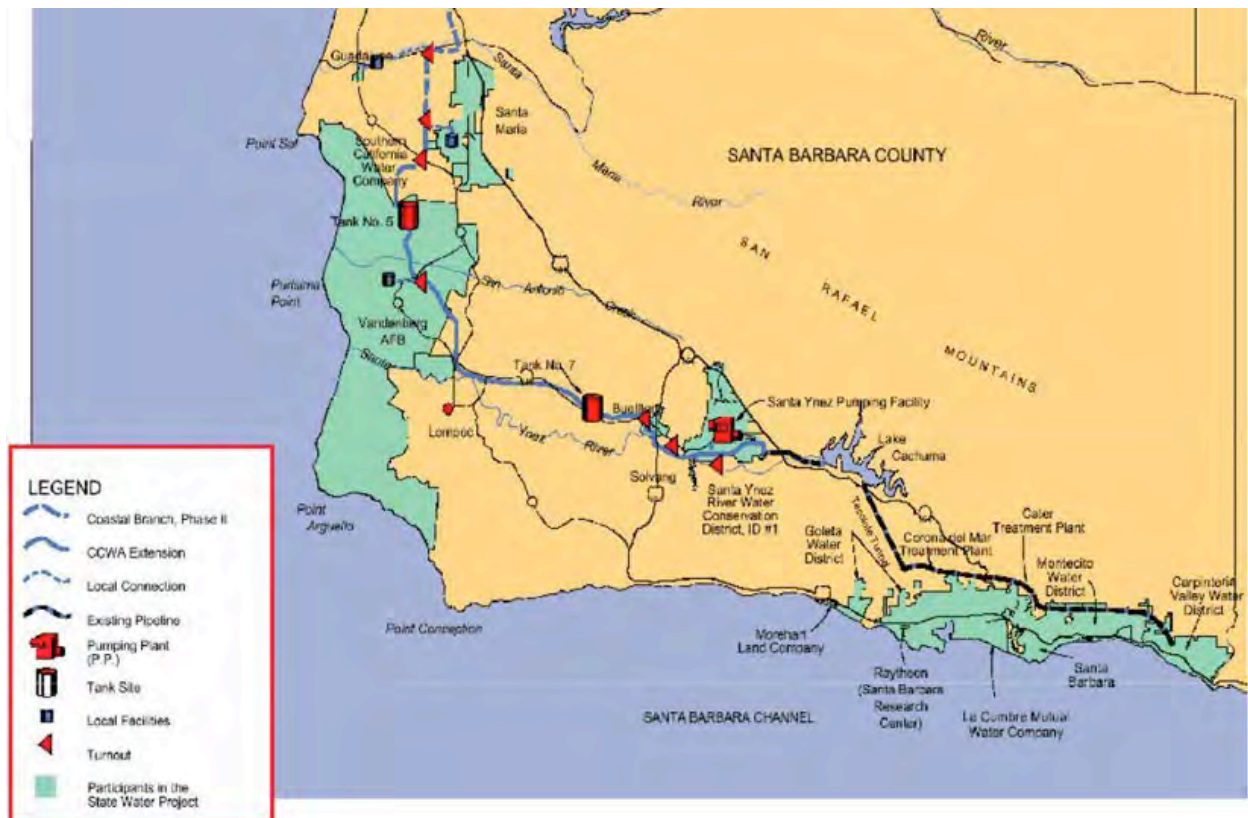 Guadalupe
Santa
River
Santa
Maria
Point Sal
Southern
California
Water
Company
SANTA BARBARA COUNTY
Maria
River
Tank No. 5
SAN
RAFAEL
MOUNTAINS
Purisima
Point
San
Antonio
Creek
Vandenberg
AFB
Santa
Tank No. 7
Buellton
Santa Ynez Pumping Facility
Lompoc
Ynez
River
Lake
Cachuma
Solvang
Santa Ynez
River Water
Conservation
District, ID #1
Point
Arguello
Goleta
Water
District
Tecolote Tunnel
Corona del Mar
Treatment Plant
Cater
Treatment Plant
Montecito
Water
District
Carpinteria
Valley Water
District
Point Conception
Morehart
Land Company
Raytheon
(Santa Barbara
Research
Center)
Santa
Barbara
La Cumbre Mutual
Water Company
SANTA BARBARA CHANNEL
LEGEND
Coastal Branch, Phase II
CCWA Extension
Local Connection
Existing Pipeline
Pumping Plant
(P.P.)
Tank Site
Local Facilities
Turnout
Participants in the
State Water Project